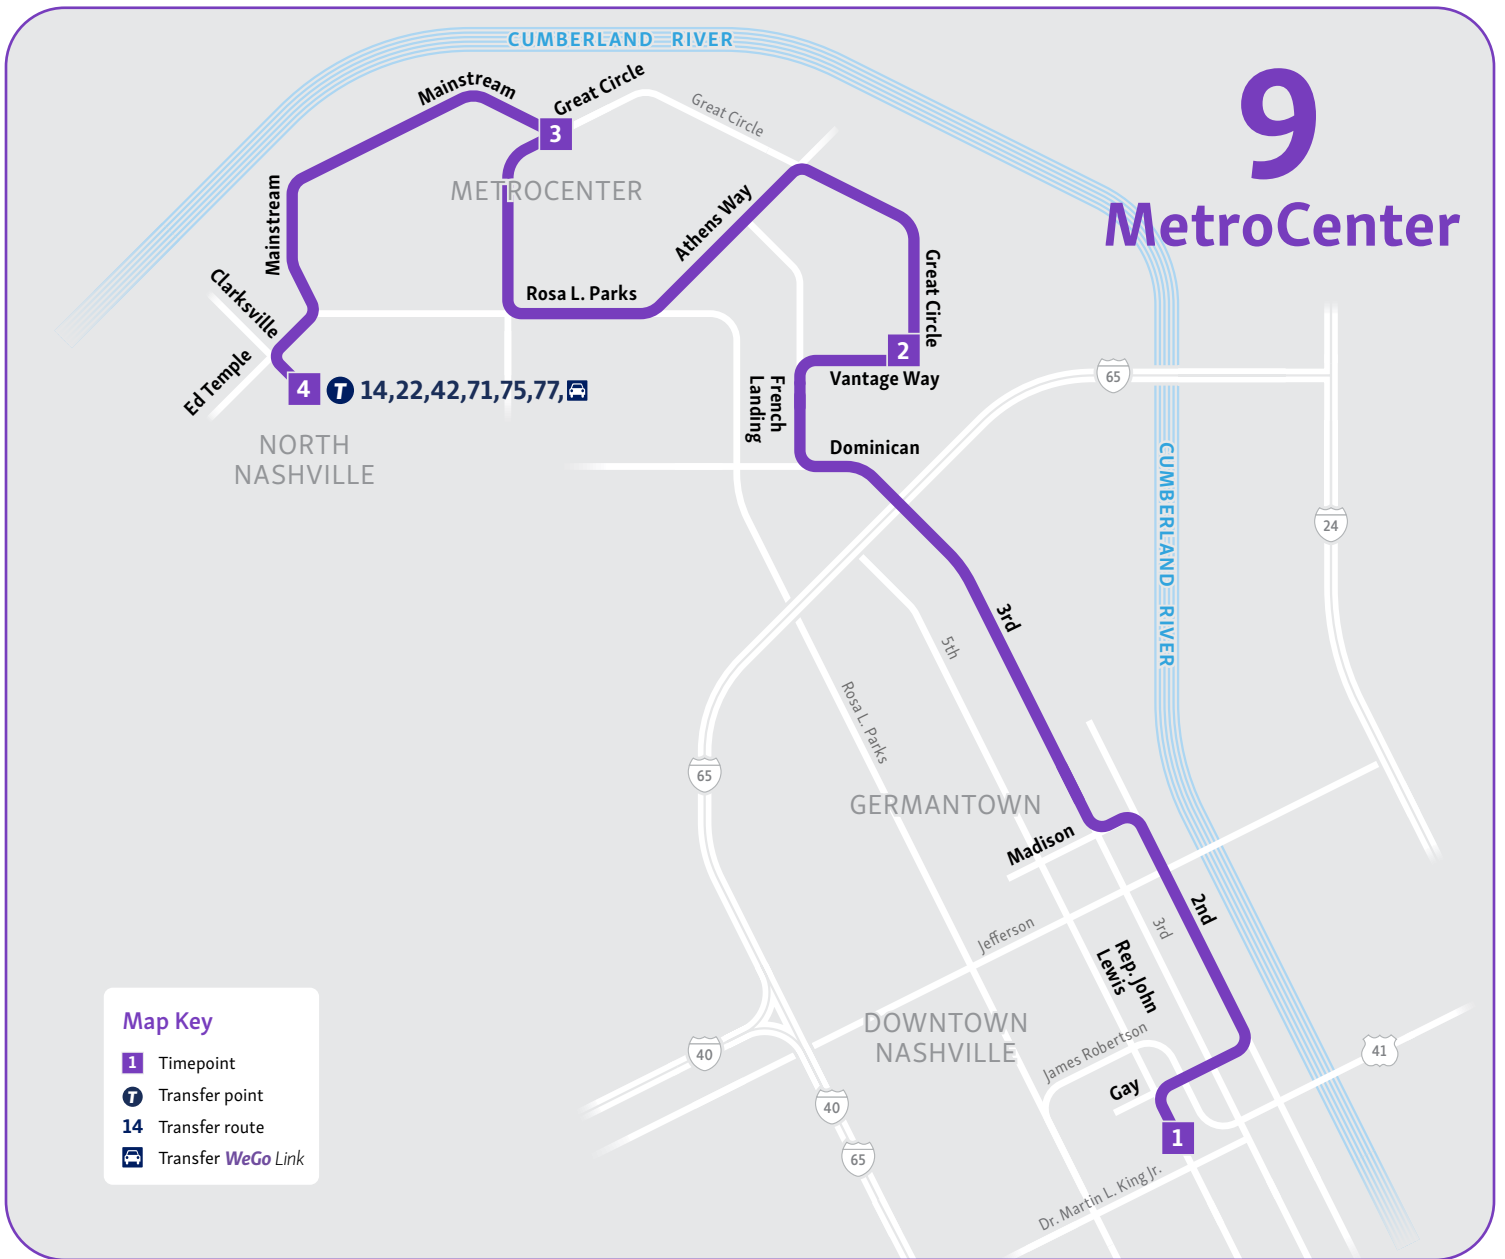 CUMBERLAND RIVER
9
MetroCenter
Mainstream
Great Circle
Great Circle
3
METROCENTER
Mainstream
Athens Way
Great Circle
Clarksville
Rosa L. Parks
2
Vantage Way
Ed Temple
4 T 14,22,42,71,75,77,
French
Landing
65
NORTH
NASHVILLE
Dominican
CUMBERLAND RIVER
24
3rd
5th
Rosa L. Parks
65
GERMANTOWN
Madison
2nd
3rd
Jefferson
Rep. John
Lewis
DOWNTOWN
NASHVILLE
James Robertson
41
40
Gay
40
1
65
Dr. Martin L. King Jr.
Map Key
1 Timepoint
T Transfer point
14 Transfer route
Transfer WeGo Link